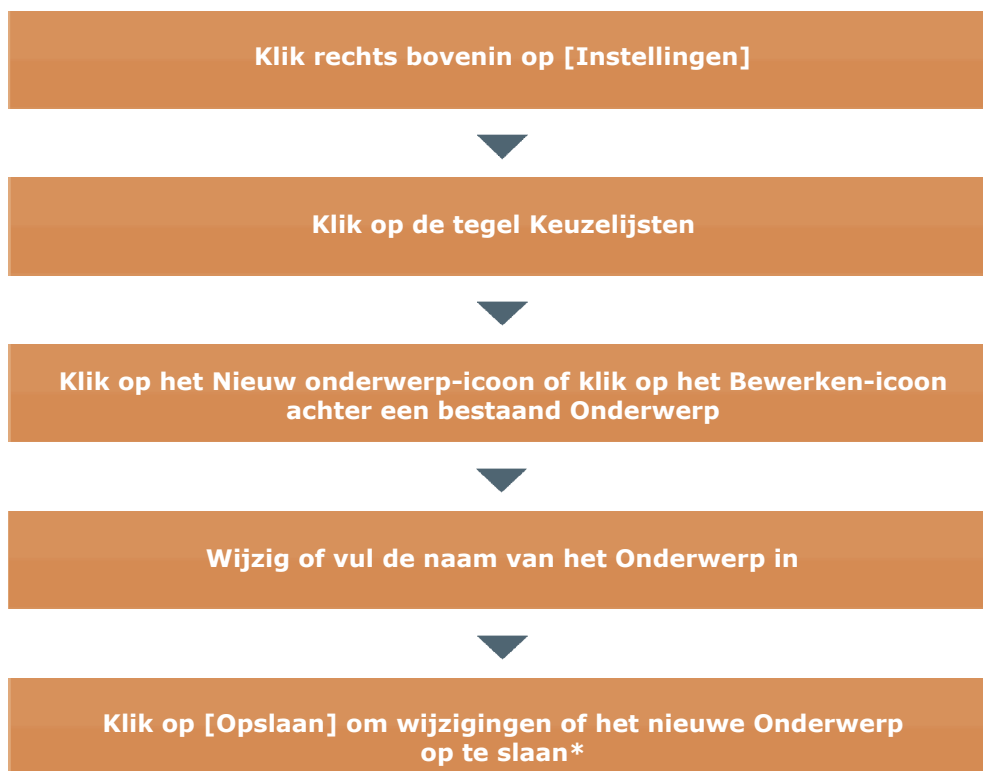 Klik rechts bovenin op [Instellingen]
Klik op de tegel Keuzelijsten
Klik op het Nieuw onderwerp-icoon of klik op het Bewerken-icoon
achter een bestaand Onderwerp
Wijzig of vul de naam van het Onderwerp in
Klik op [Opslaan] om wijzigingen of het nieuwe Onderwerp
op te slaan*